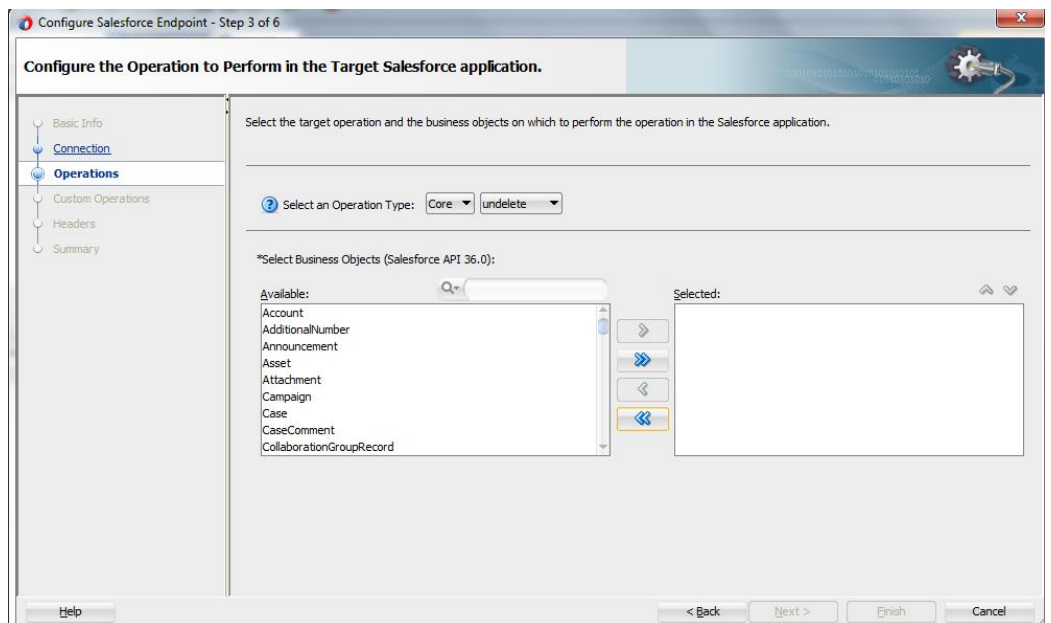 Configure Salesforce Endpoint - Step 3 of 6
Configure the Operation to Perform in the Target Salesforce application.
Basic Info
Connection
Operations
Custom Operations
Headers
Summary
Select the target operation and the business objects on which to perform the operation in the Salesforce application.
Select an Operation Type: Core undelete
*Select Business Objects (Salesforce API 36.0):
Available:
Account
AdditionalNumber
Announcement
Asset
Attachment
Campaign
Case
CaseComment
CollaborationGroupRecord
Selected:
Help
< Back Next > Finish Cancel